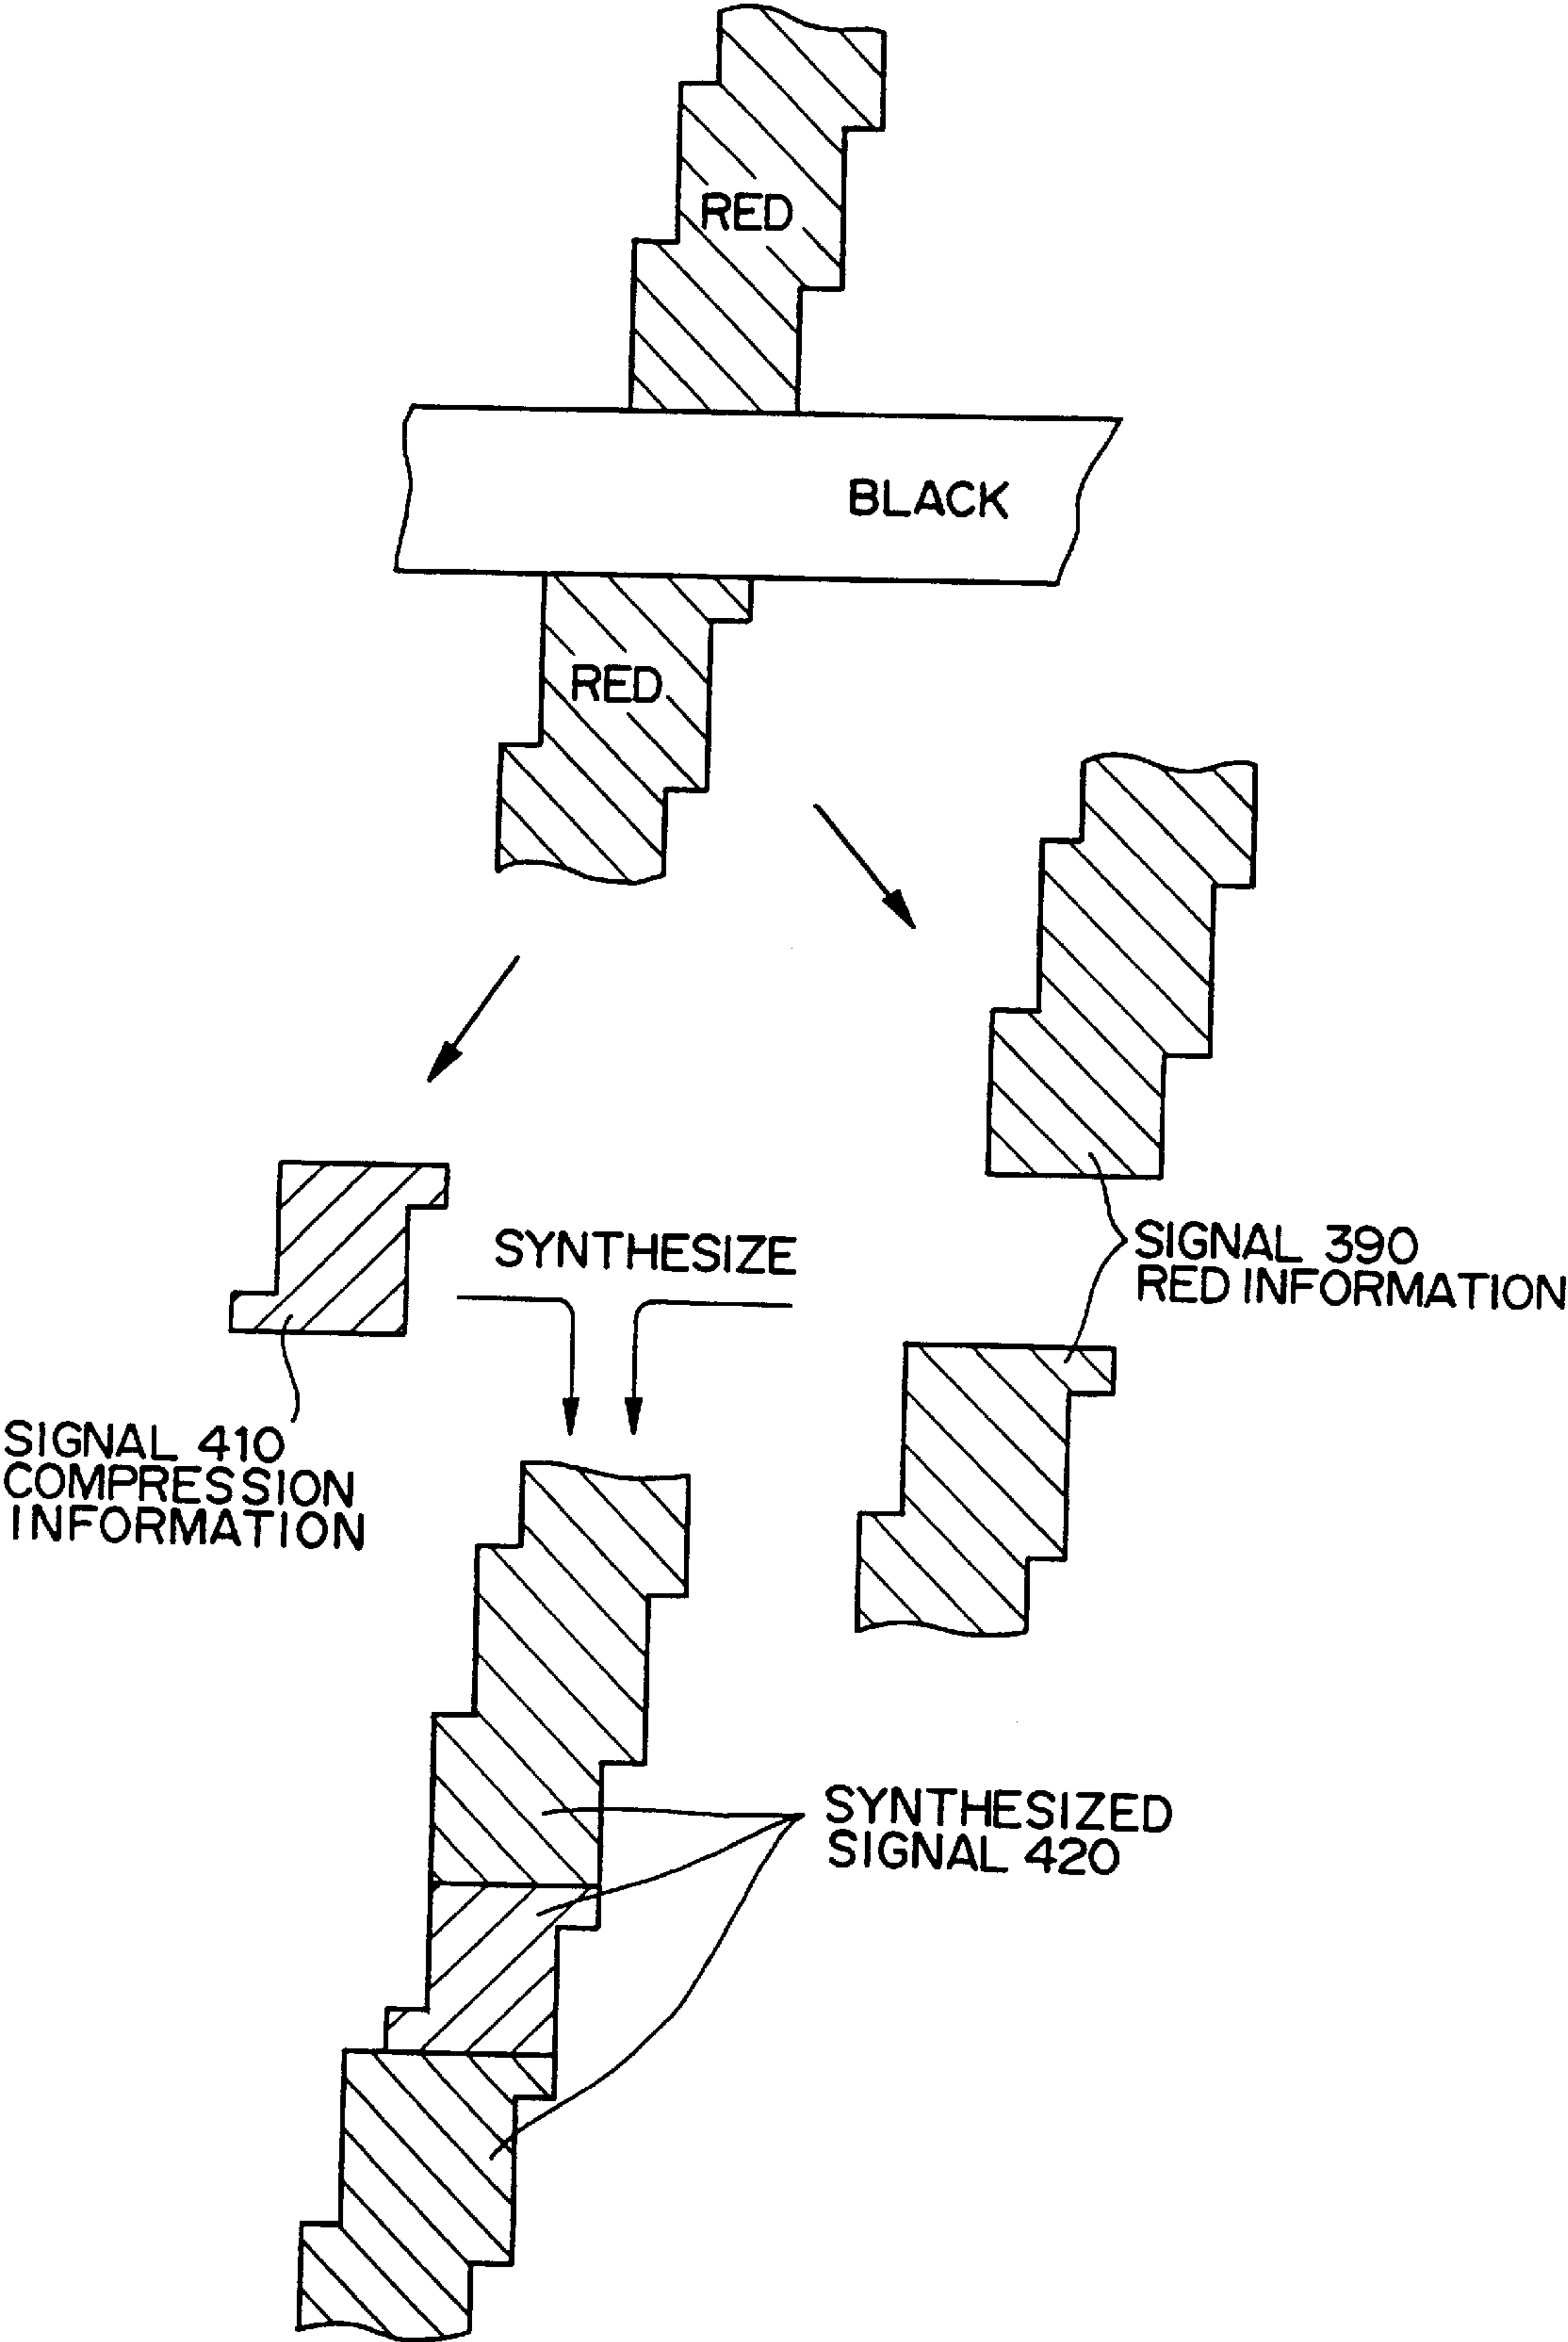 RED
BLACK
RED
SYNTHESIZE
SIGNAL 390
RED INFORMATION
SIGNAL 410
COMPRESSION
INFORMATION
SYNTHESIZED
SIGNAL 420